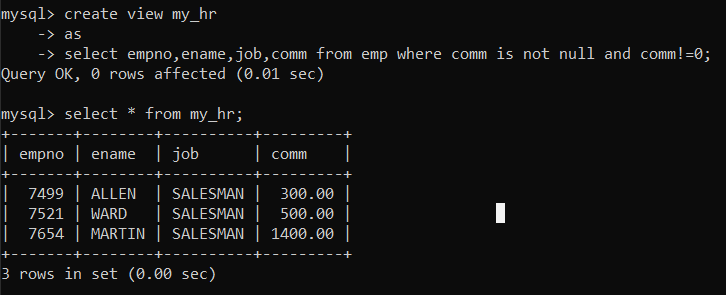 mysql> create view my_hr
    -> as
    -> select empno,ename,job,comm from emp where comm is not null and comm!=0;
Query OK, 0 rows affected (0.01 sec)

mysql> select * from my_hr;
+-------+--------+----------+---------+
| empno | ename  | job      | comm    |
+-------+--------+----------+---------+
|  7499 | ALLEN  | SALESMAN |  300.00 |
|  7521 | WARD   | SALESMAN |  500.00 |
|  7654 | MARTIN | SALESMAN | 1400.00 |
+-------+--------+----------+---------+
3 rows in set (0.00 sec)